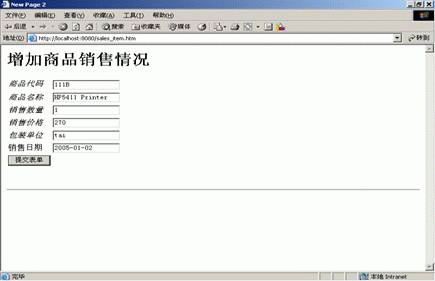 New Page 2
文件(F) 编辑(E) 查看(V) 收藏(A) 工具(T) 帮助(H)
后退 搜索 收藏夹 媒体
地址(D) http://localhost:8080/sales_item.htm 转到
增加商品销售情况
商品代码 111B
商品名称 HP5411 Printer
销售数量 1
销售价格 270
包装单位 tai
销售日期 2005-01-02
提交表单
完毕 本地 Intranet